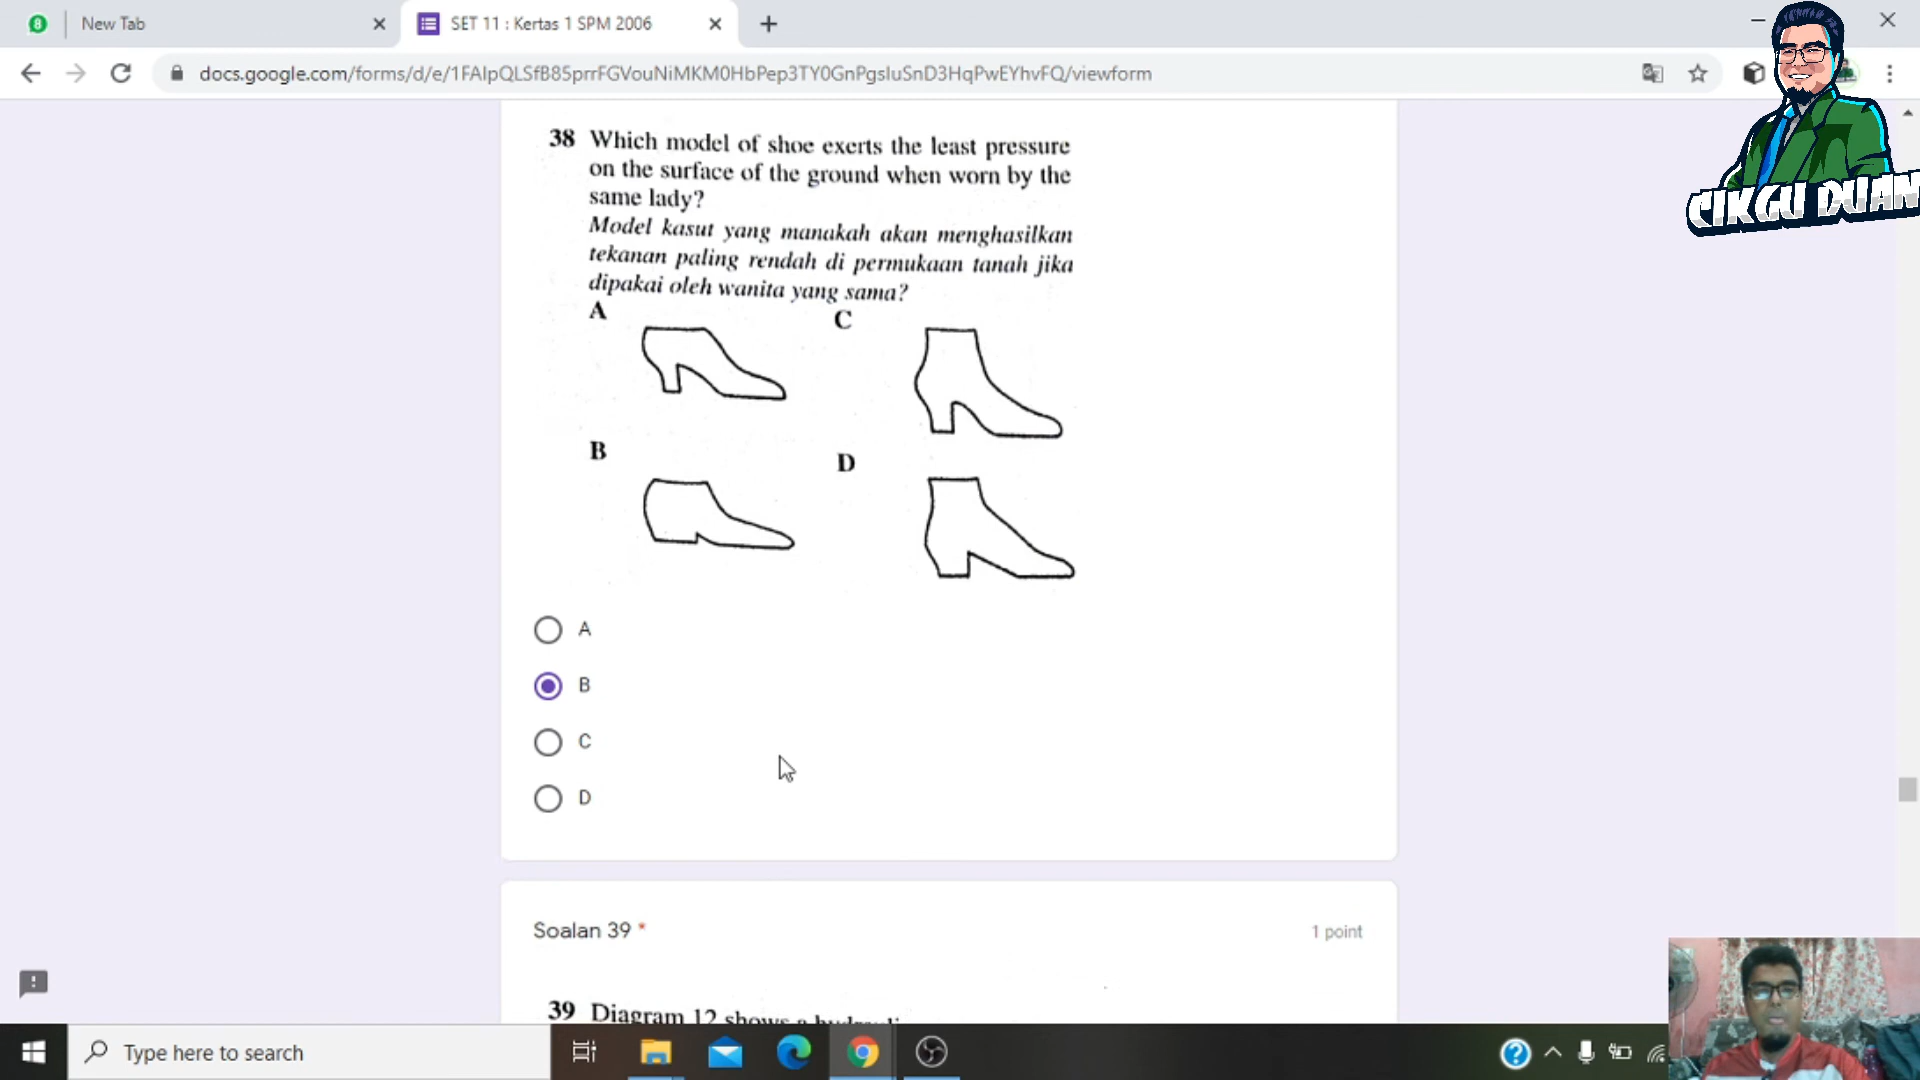 New Tab
SET 11 : Kertas 1 SPM 2006
docs.google.com/forms/d/e/1FAIpQLSfB85prrFGVouNiMKM0HbPep3TY0GnPgsIuSnD3HqPwEYhvFQ/viewform
CIKGU DUAN
38 Which model of shoe exerts the least pressure
on the surface of the ground when worn by the
same lady?
Model kasut yang manakah akan menghasilkan
tekanan paling rendah di permukaan tanah jika
dipakai oleh wanita yang sama?
A
C
B
D
A
B
C
D
Soalan 39 *
1 point
39 Diagram 12 shows a
Type here to search